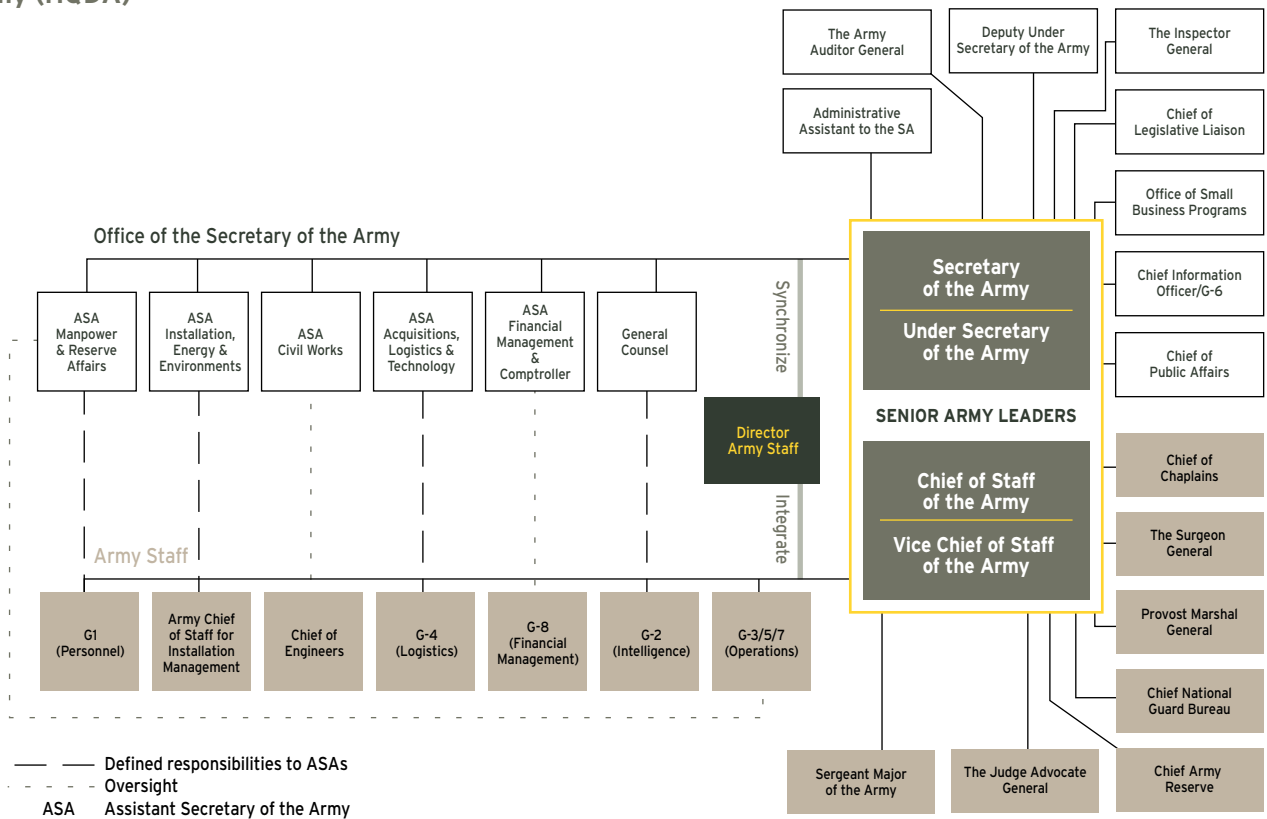 The Army
Auditor General
Deputy Under
Secretary of the Army
The Inspector
General
Administrative
Assistant to the SA
Chief of
Legislative Liaison
Office of Small
Business Programs
Office of the Secretary of the Army
ASA
Manpower
& Reserve
Affairs
ASA
Installation,
Energy &
Environments
ASA
Civil Works
ASA
Acquisitions,
Logistics &
Technology
ASA
Financial
Management
&
Comptroller
General
Counsel
Synchronize
Director
Army Staff
Integrate
Secretary
of the Army
Under Secretary
of the Army
SENIOR ARMY LEADERS
Chief of Staff
of the Army
Vice Chief of Staff
of the Army
Chief Information
Officer/G-6
Chief of
Public Affairs
Chief of
Chaplains
The Surgeon
General
Provost Marshal
General
Chief National
Guard Bureau
Chief Army
Reserve
Army Staff
G1
(Personnel)
Army Chief
of Staff for
Installation
Management
Chief of
Engineers
G-4
(Logistics)
G-8
(Financial
Management)
G-2
(Intelligence)
G-3/5/7
(Operations)
Sergeant Major
of the Army
The Judge Advocate
General
Defined responsibilities to ASAs
Oversight
ASA Assistant Secretary of the Army